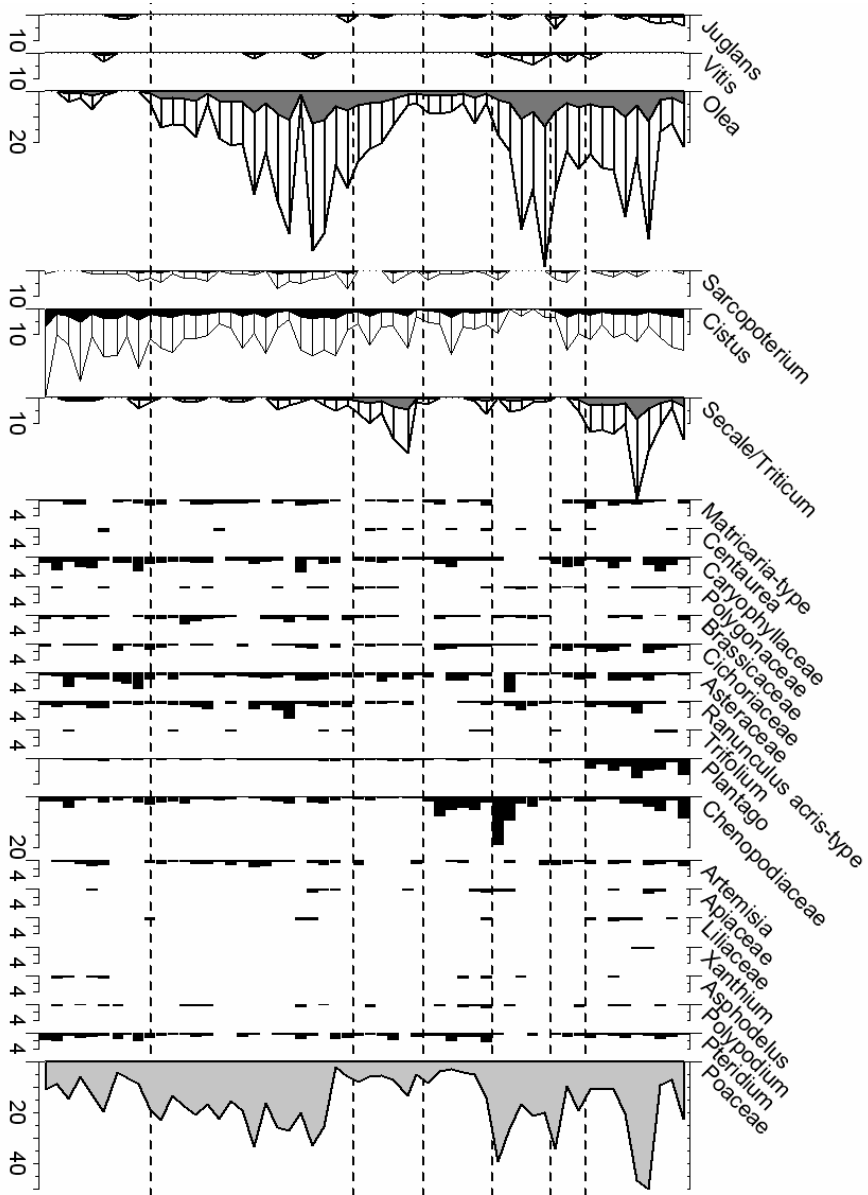 Juglans
10
Vitis
10
Olea
20
Sarcopoterium
10
Cistus
10
Secale/Triticum
10
Matricaria-type
4
Centaurea
4
Caryophyllaceae
4
Polygonaceae
4
Brassicaceae
4
Cichoriaceae
4
Asteraceae
4
Ranunculus acris-type
4
Trifolium
4
Plantago
Chenopodiaceae
20
Artemisia
4
Apiaceae
4
Liliaceae
4
Xanthium
4
Asphodelus
4
Polypodium
4
Pteridium
4
Poaceae
20
40